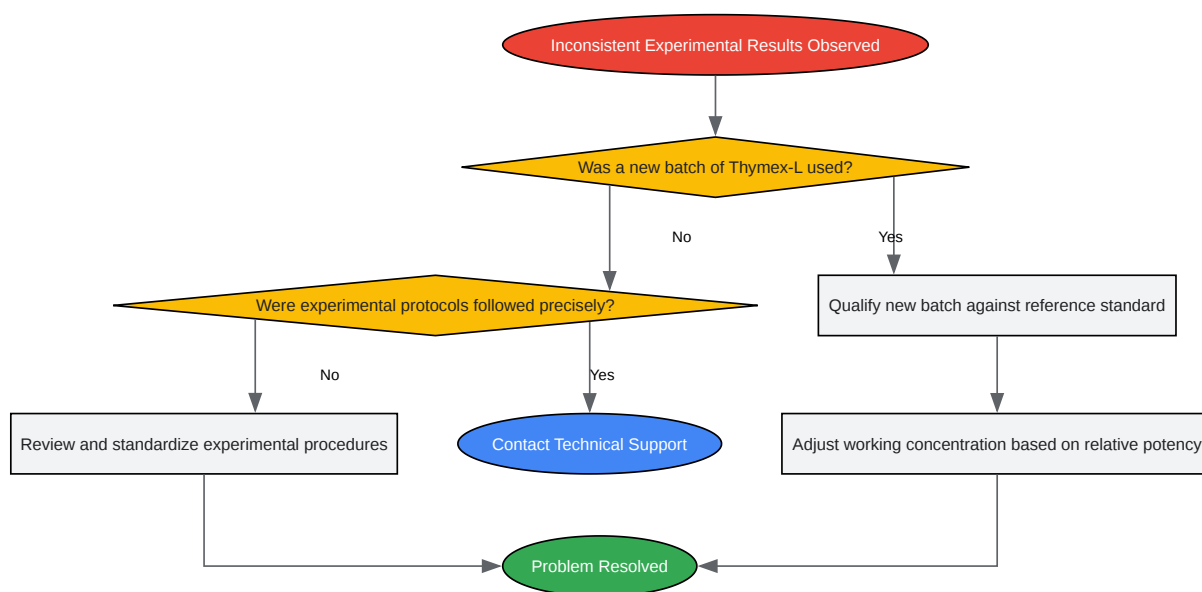 Inconsistent Experimental Results Observed
Was a new batch of Thymex-L used?
No
Yes
Were experimental protocols followed precisely?
Qualify new batch against reference standard
No
Yes
Review and standardize experimental procedures
Contact Technical Support
Adjust working concentration based on relative potency
Problem Resolved